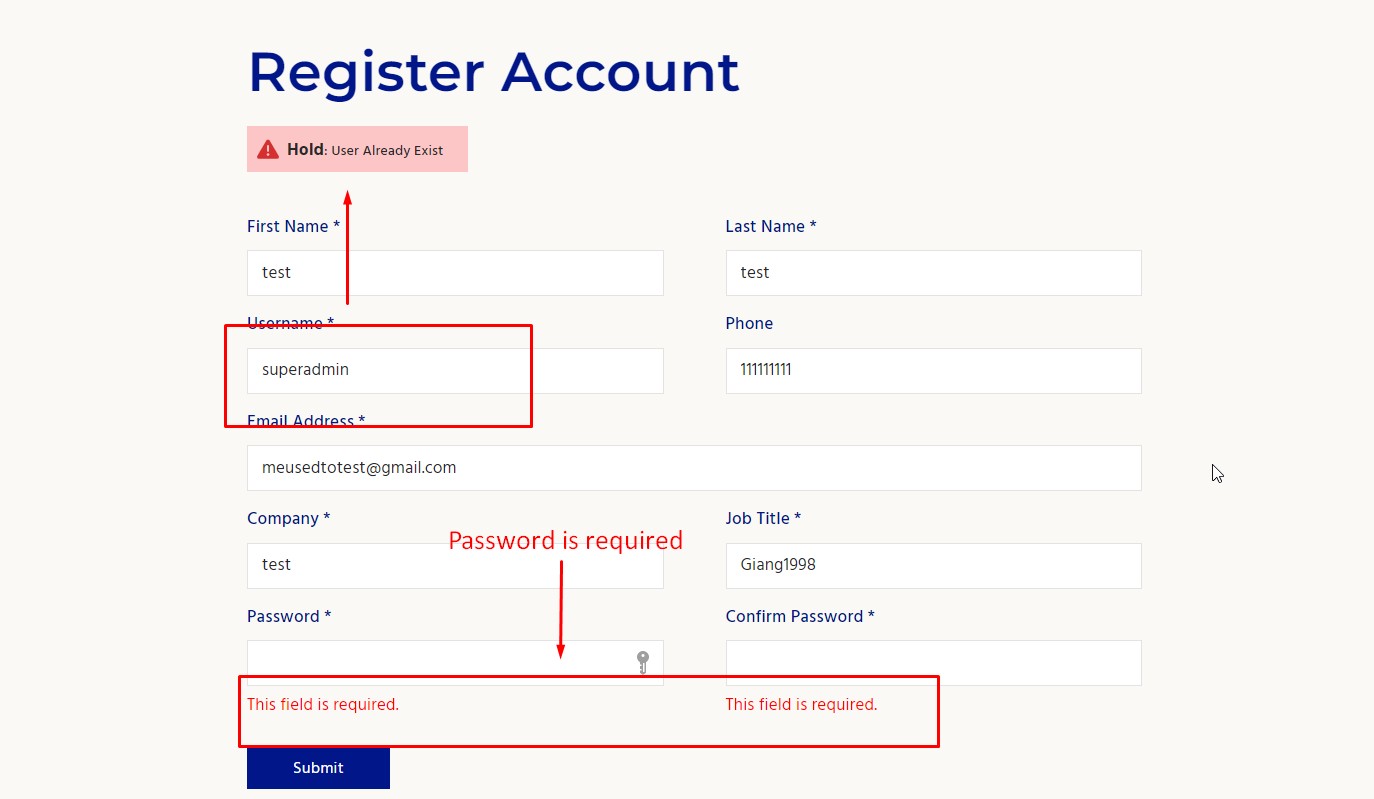 Register Account
Hold: User Already Exist
First Name *
Last Name *
test
test
Username *
Phone
superadmin
111111111
Email Address *
meusedtotest@gmail.com
Company *
Job Title *
Password is required
test
Giang1998
Password *
Confirm Password *
This field is required.
This field is required.
Submit